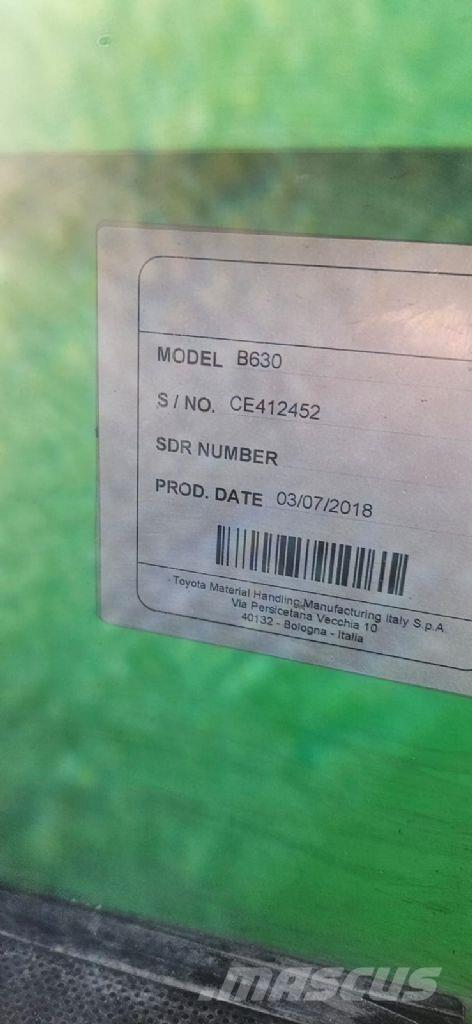 MODEL B630
S / NO. CE412452
SDR NUMBER
PROD. DATE 03/07/2018
Toyota Material Handling Manufacturing Italy S.p.A.
Via Persicetana Vecchia 10
40132 - Bologna - Italia
MASCUS